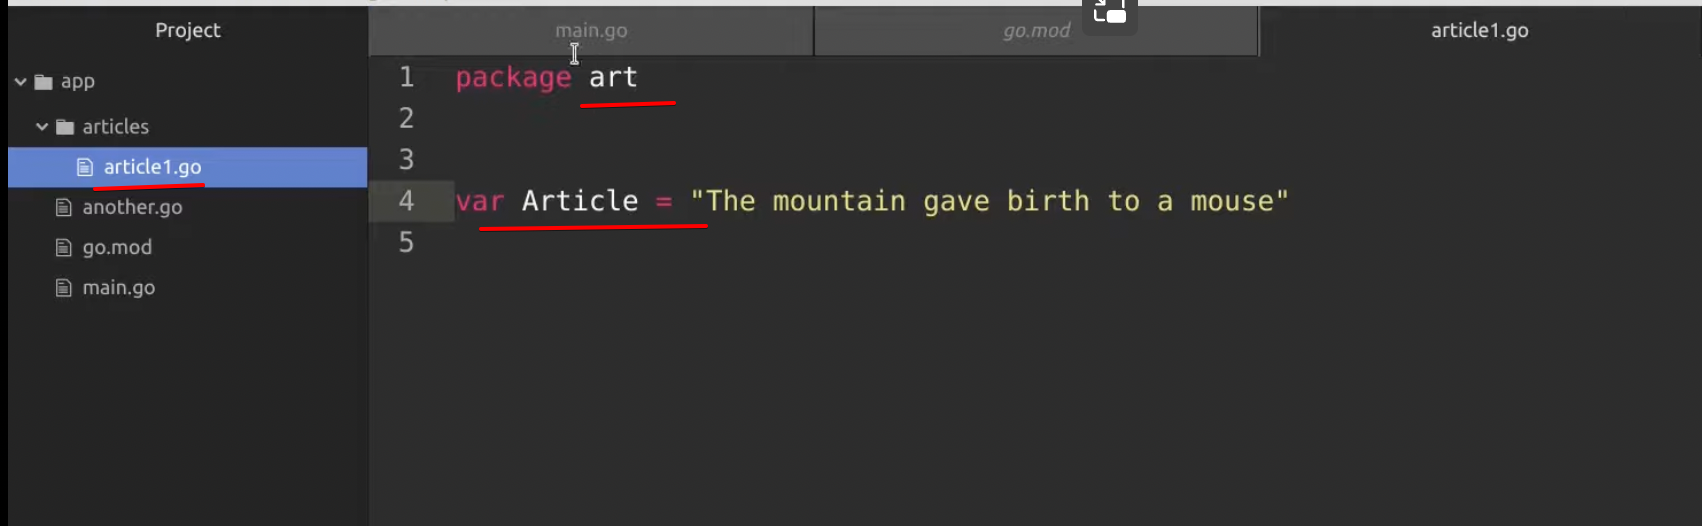 Project
main.go
go.mod
article1.go
app
articles
article1.go
another.go
go.mod
main.go
1 package art
2
3
4 var Article = "The mountain gave birth to a mouse"
5